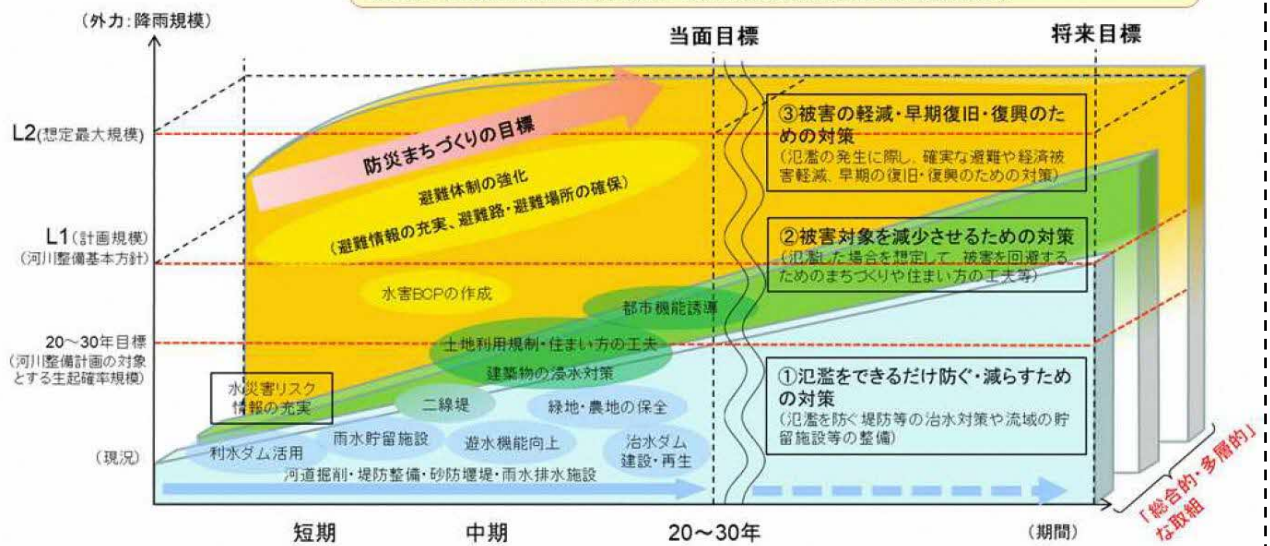 (外力:降雨規模)
当面目標
将来目標
L2(想定最大規模)
防災まちづくりの目標
③被害の軽減・早期復旧・復興のた
めの対策
(氾濫の発生に際し、確実な避難や経済被
害軽減、早期の復旧・復興のための対策)
避難体制の強化
(避難情報の充実、避難路・避難場所の確保)
L1(計画規模)
(河川整備基本方針)
②被害対象を減少させるための対策
(氾濫した場合を想定して、被害を回避する
ためのまちづくりや住まい方の工夫等)
水害BCPの作成
都市機能誘導
20～30年目標
(河川整備計画の対象
とする生起確率規模)
土地利用規制・住まい方の工夫
建築物の浸水対策
①氾濫をできるだけ防ぐ・減らすため
の対策
(氾濫を防ぐ堤防等の治水対策や流域の貯
留施設等の整備)
水災害リスク
情報の充実
二線堤
緑地・農地の保全
(現況)
利水ダム活用
雨水貯留施設
遊水機能向上
治水ダム
建設・再生
河道掘削・堤防整備・砂防堰堤・雨水排水施設
「総合的・多層的」
な取組
短期
中期
20～30年
(期間)